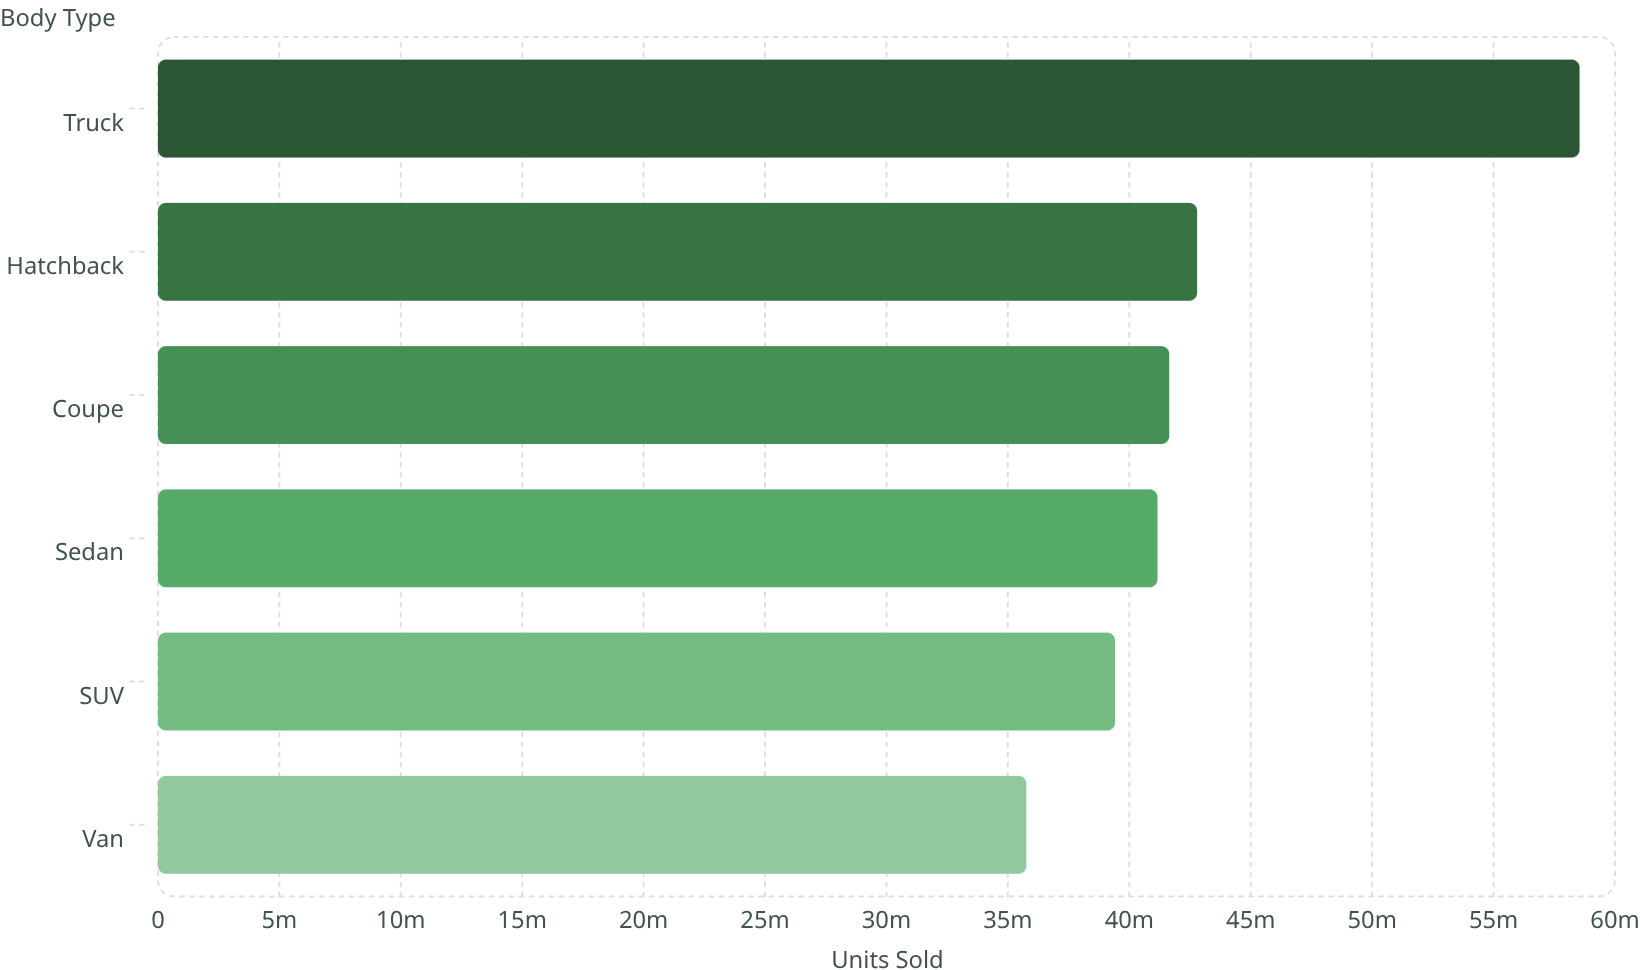 Body Type
Truck
Hatchback
Coupe
Sedan
SUV
Van
0 5m 10m 15m 20m 25m 30m 35m 40m 45m 50m 55m 60m
Units Sold